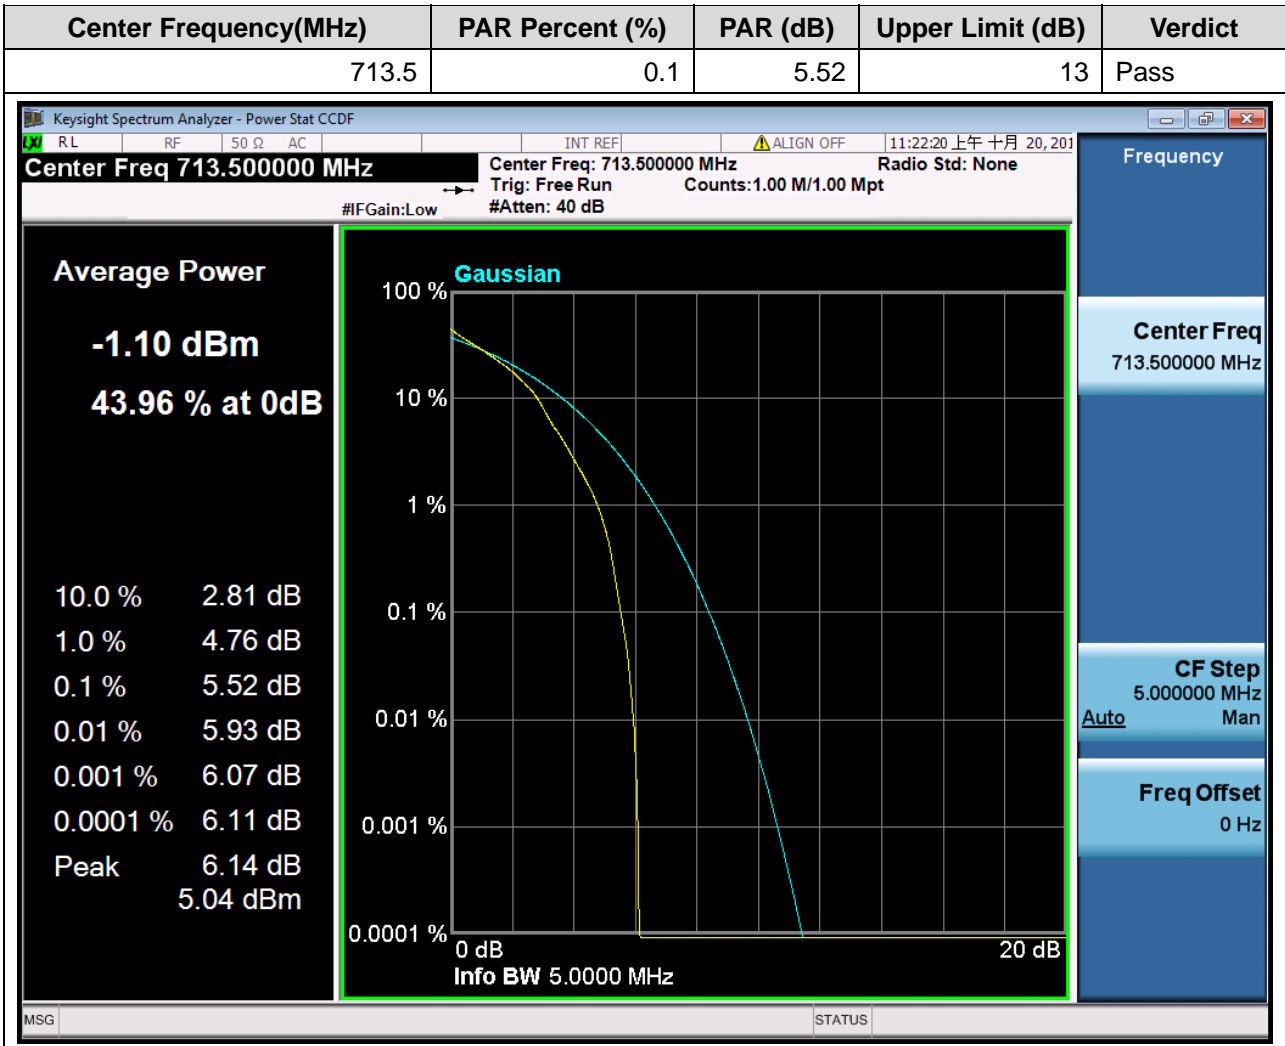 Center Frequency(MHz) PAR Percent (%) PAR (dB) Upper Limit (dB) Verdict
713.5 0.1 5.52 13 Pass
Keysight Spectrum Analyzer - Power Stat CCDF
LXI RL RF 50 Ω AC INT REF ALIGN OFF 11:22:20 上午 十月 20, 201
Center Freq 713.500000 MHz
Center Freq: 713.500000 MHz Radio Std: None
Trig: Free Run Counts:1.00 M/1.00 Mpt
#IFGain:Low #Atten: 40 dB
Average Power
-1.10 dBm
43.96 % at 0dB
10.0 % 2.81 dB
1.0 % 4.76 dB
0.1 % 5.52 dB
0.01 % 5.93 dB
0.001 % 6.07 dB
0.0001 % 6.11 dB
Peak 6.14 dB
5.04 dBm
Gaussian
100 %
10 %
1 %
0.1 %
0.01 %
0.001 %
0.0001 %
0 dB 20 dB
Info BW 5.0000 MHz
Frequency
Center Freq
713.500000 MHz
CF Step
5.000000 MHz
Auto Man
Freq Offset
0 Hz
MSG STATUS